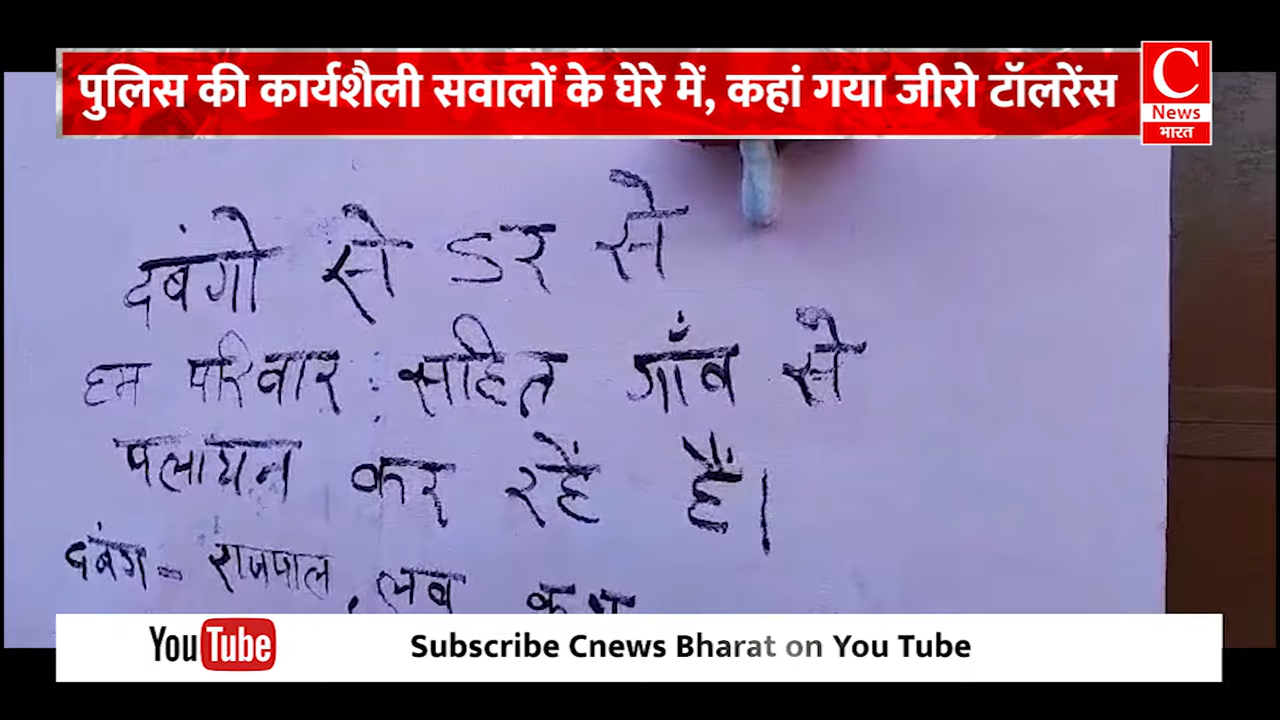 पुलिस की कार्यशैली सवालों के घेरे में, कहां गया जीरो टॉलरेंस
C
News
भारत
दबंगो से डर से
हम परिवार : सहित गाँव से
पलायन कर रहें हैं।
दबंग - राजपाल, लव
YouTube
Subscribe Cnews Bharat on You Tube